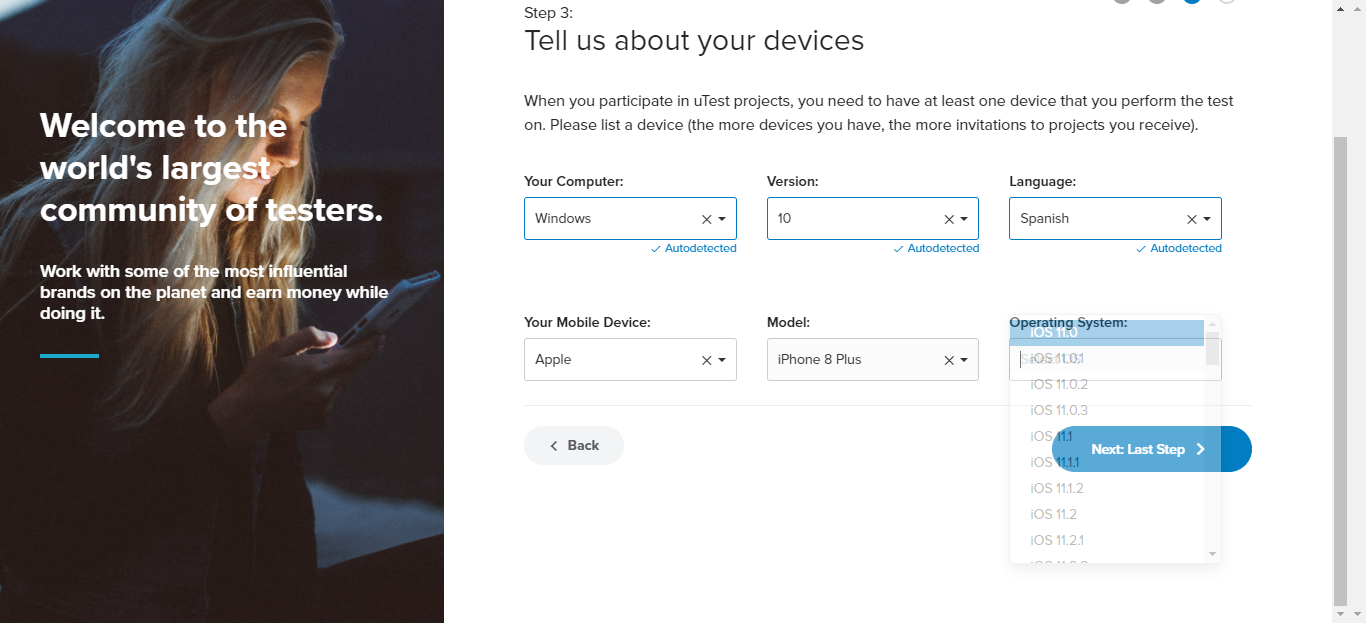 Welcome to the
world's largest
community of testers.
Work with some of the most influential
brands on the planet and earn money while
doing it.
Step 3:
Tell us about your devices
When you participate in uTest projects, you need to have at least one device that you perform the test
on. Please list a device (the more devices you have, the more invitations to projects you receive).
Your Computer:
Windows
Autodetected
Version:
10
Autodetected
Language:
Spanish
Autodetected
Your Mobile Device:
Apple
Model:
iPhone 8 Plus
Operating System:
iOS 11.0
iOS 11.0.1
iOS 11.0.2
iOS 11.0.3
iOS 11.1
iOS 11.1.1
iOS 11.1.2
iOS 11.2
iOS 11.2.1
Back
Next: Last Step